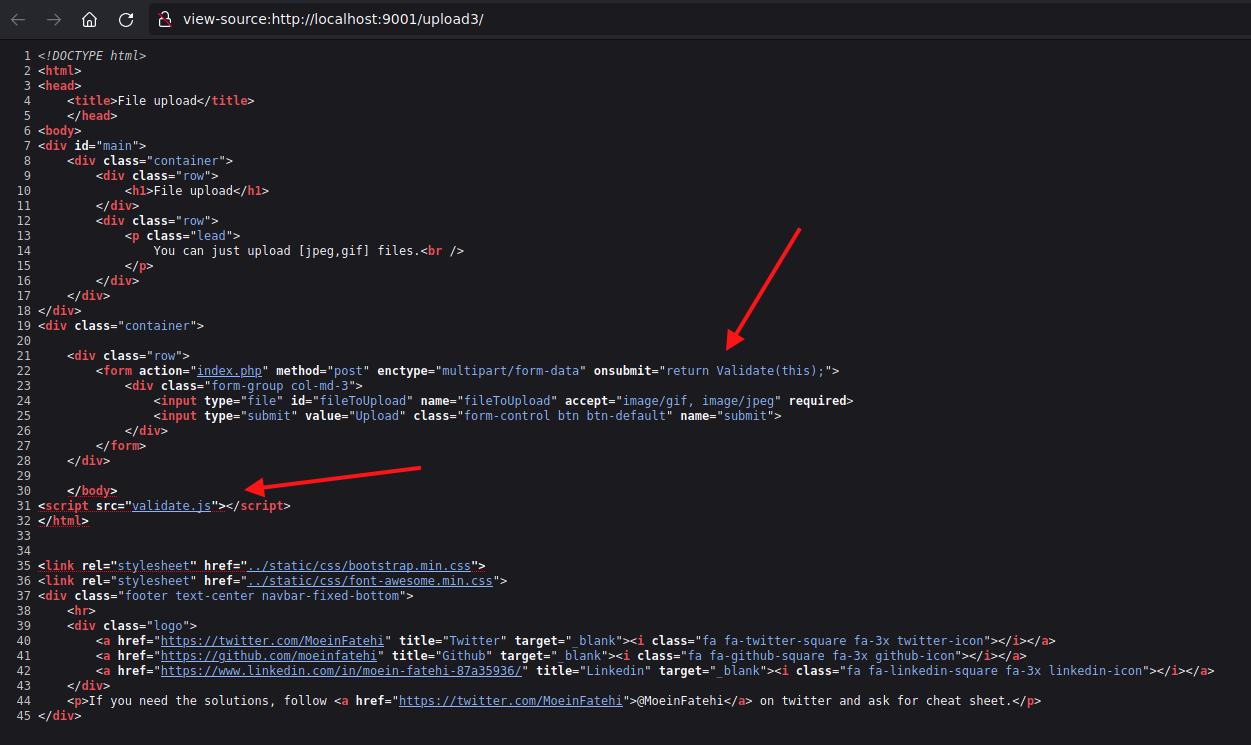 view-source:http://localhost:9001/upload3/
1 <!DOCTYPE html>
2 <html>
3 <head>
4     <title>File upload</title>
5     </head>
6 <body>
7 <div id="main">
8     <div class="container">
9         <div class="row">
10             <h1>File upload</h1>
11         </div>
12         <div class="row">
13             <p class="lead">
14                 You can just upload [jpeg,gif] files.<br />
15             </p>
16         </div>
17     </div>
18 </div>
19 <div class="container">
20
21     <div class="row">
22         <form action="index.php" method="post" enctype="multipart/form-data" onsubmit="return Validate(this);">
23             <div class="form-group col-md-3">
24                 <input type="file" id="fileToUpload" name="fileToUpload" accept="image/gif, image/jpeg" required>
25                 <input type="submit" value="Upload" class="form-control btn btn-default" name="submit">
26             </div>
27         </form>
28     </div>
29
30     </body>
31 <script src="validate.js"></script>
32 </html>
33
34
35 <link rel="stylesheet" href="../static/css/bootstrap.min.css">
36 <link rel="stylesheet" href="../static/css/font-awesome.min.css">
37 <div class="footer text-center navbar-fixed-bottom">
38     <hr>
39     <div class="logo">
40         <a href="https://twitter.com/MoeinFatehi" title="Twitter" target="_blank"><i class="fa fa-twitter-square fa-3x twitter-icon"></i></a>
41         <a href="https://github.com/moeinfatehi" title="Github" target="_blank"><i class="fa fa-github-square fa-3x github-icon"></i></a>
42         <a href="https://www.linkedin.com/in/moein-fatehi-87a35936/" title="Linkedin" target="_blank"><i class="fa fa-linkedin-square fa-3x linkedin-icon"></i></a>
43     </div>
44     <p>If you need the solutions, follow <a href="https://twitter.com/MoeinFatehi">@MoeinFatehi</a> on twitter and ask for cheat sheet.</p>
45 </div>